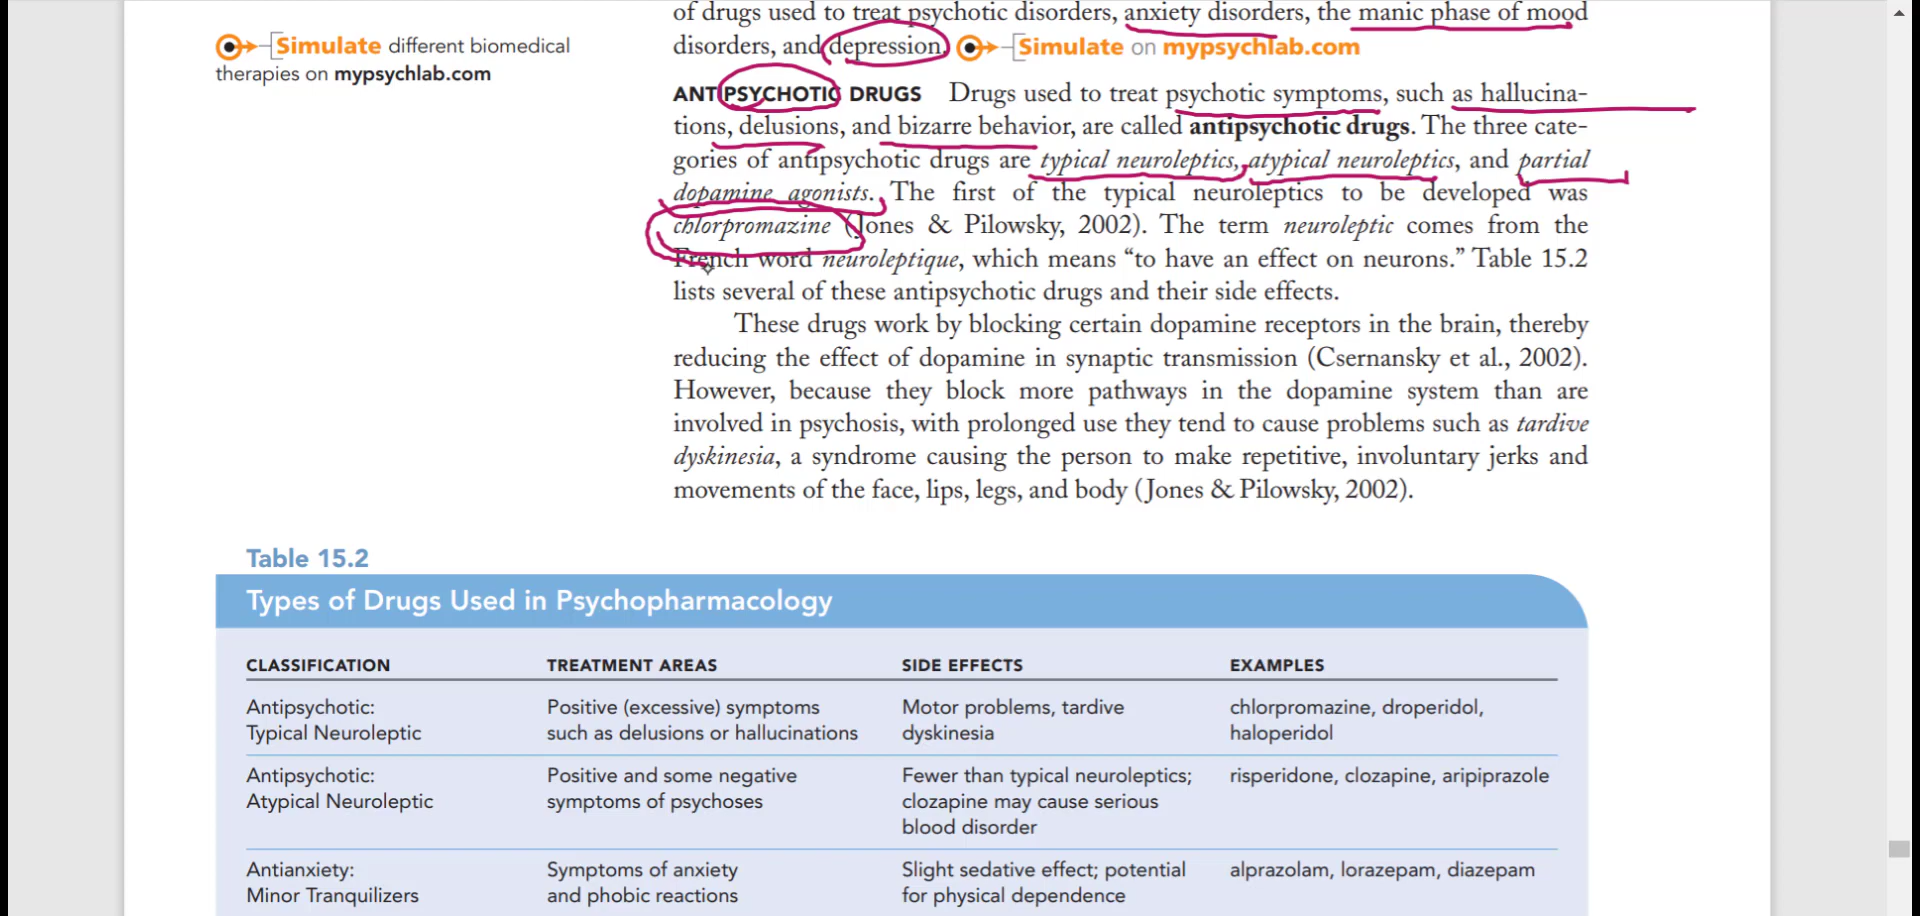 of drugs used to treat psychotic disorders, anxiety disorders, the manic phase of mood
disorders, and depression. Simulate on mypsychlab.com
Simulate different biomedical
therapies on mypsychlab.com
ANTIPSYCHOTIC DRUGS Drugs used to treat psychotic symptoms, such as hallucina-
tions, delusions, and bizarre behavior, are called antipsychotic drugs. The three cate-
gories of antipsychotic drugs are typical neuroleptics, atypical neuroleptics, and partial
dopamine agonists. The first of the typical neuroleptics to be developed was
chlorpromazine (Jones & Pilowsky, 2002). The term neuroleptic comes from the
French word neuroleptique, which means “to have an effect on neurons.” Table 15.2
lists several of these antipsychotic drugs and their side effects.
These drugs work by blocking certain dopamine receptors in the brain, thereby
reducing the effect of dopamine in synaptic transmission (Csernansky et al., 2002).
However, because they block more pathways in the dopamine system than are
involved in psychosis, with prolonged use they tend to cause problems such as tardive
dyskinesia, a syndrome causing the person to make repetitive, involuntary jerks and
movements of the face, lips, legs, and body (Jones & Pilowsky, 2002).
Table 15.2
Types of Drugs Used in Psychopharmacology
CLASSIFICATION TREATMENT AREAS SIDE EFFECTS EXAMPLES
Antipsychotic: Positive (excessive) symptoms Motor problems, tardive chlorpromazine, droperidol,
Typical Neuroleptic such as delusions or hallucinations dyskinesia haloperidol
Antipsychotic: Positive and some negative Fewer than typical neuroleptics; risperidone, clozapine, aripiprazole
Atypical Neuroleptic symptoms of psychoses clozapine may cause serious
blood disorder
Antianxiety: Symptoms of anxiety Slight sedative effect; potential alprazolam, lorazepam, diazepam
Minor Tranquilizers and phobic reactions for physical dependence